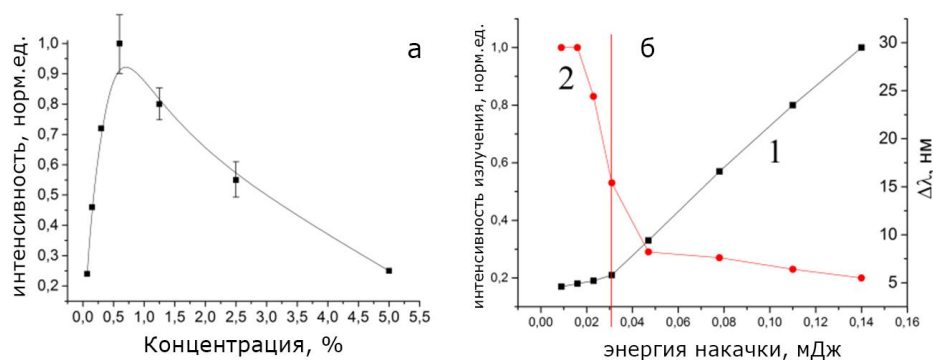 интенсивность, норм.ед.
1,0
0,9
0,8
0,7
0,6
0,5
0,4
0,3
0,2
0,0 0,5 1,0 1,5 2,0 2,5 3,0 3,5 4,0 4,5 5,0 5,5
Концентрация, %
а
интенсивность излучения, норм.ед.
1,0
0,8
0,6
0,4
0,2
0,00 0,02 0,04 0,06 0,08 0,10 0,12 0,14 0,16
энергия накачки, мДж
б
2
1
30
25
20
15
10
5
Δλ, нм